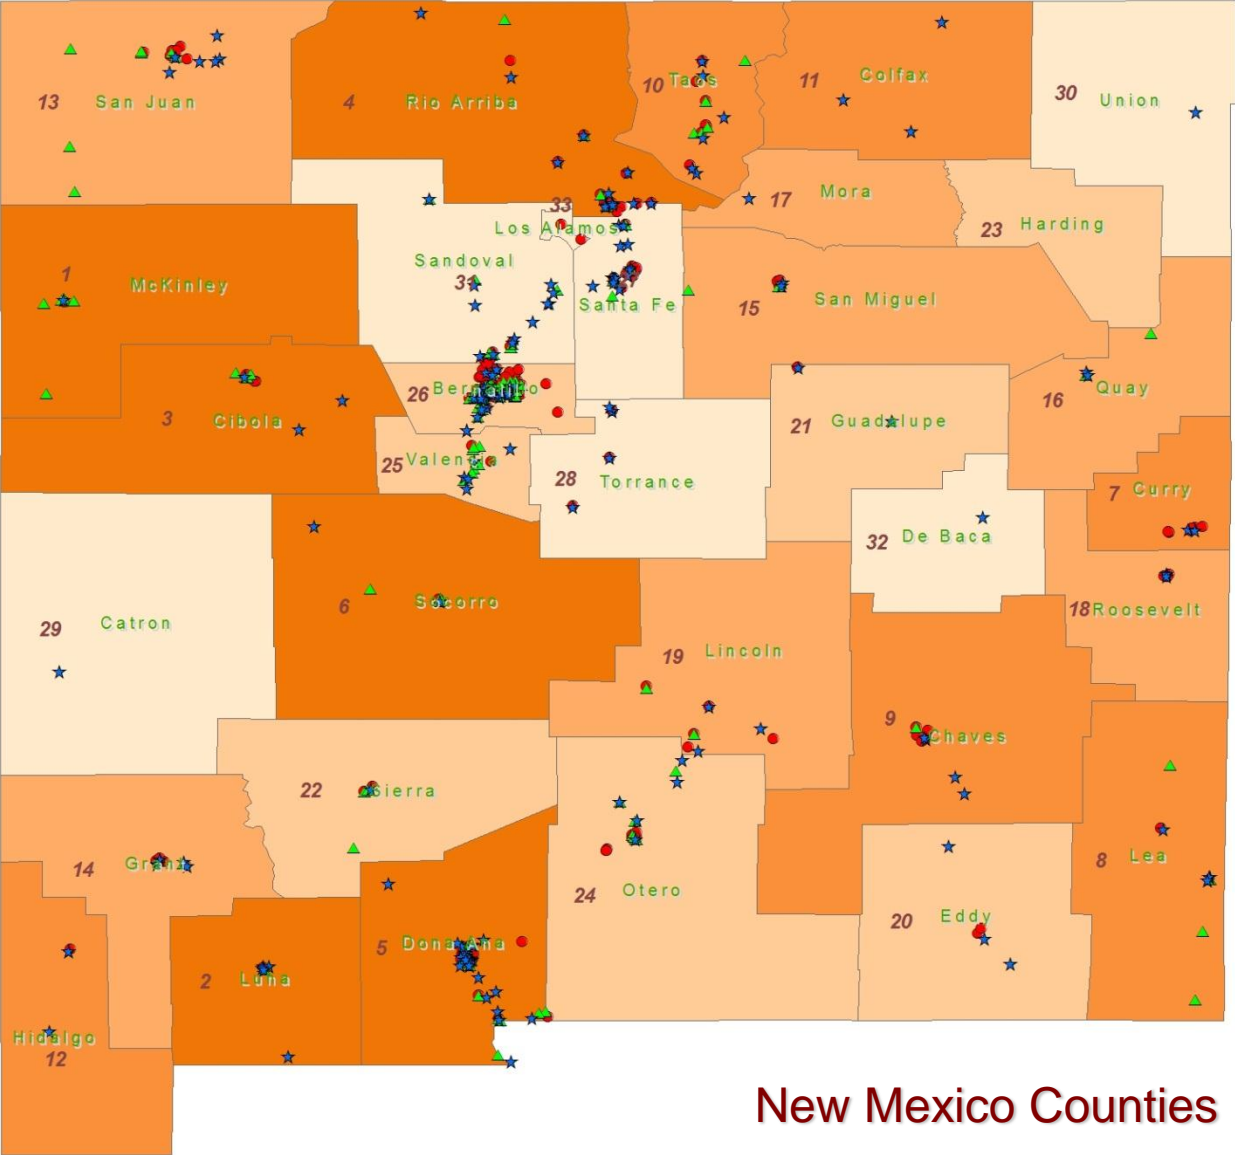 13 San Juan
4 Rio Arriba
10 Taos
11 Colfax
30 Union
33
Los Alamos
17 Mora
23 Harding
1 McKinley
Sandoval
31
Santa Fe
15 San Miguel
26 Bernalillo
16 Quay
3 Cibola
25 Valencia
28 Torrance
21 Guadalupe
7 Curry
32 De Baca
29 Catron
6 Socorro
19 Lincoln
18 Roosevelt
9 Chaves
22 Sierra
14 Grant
24 Otero
8 Lea
20 Eddy
5 Dona Ana
2 Luna
Hidalgo
12
New Mexico Counties